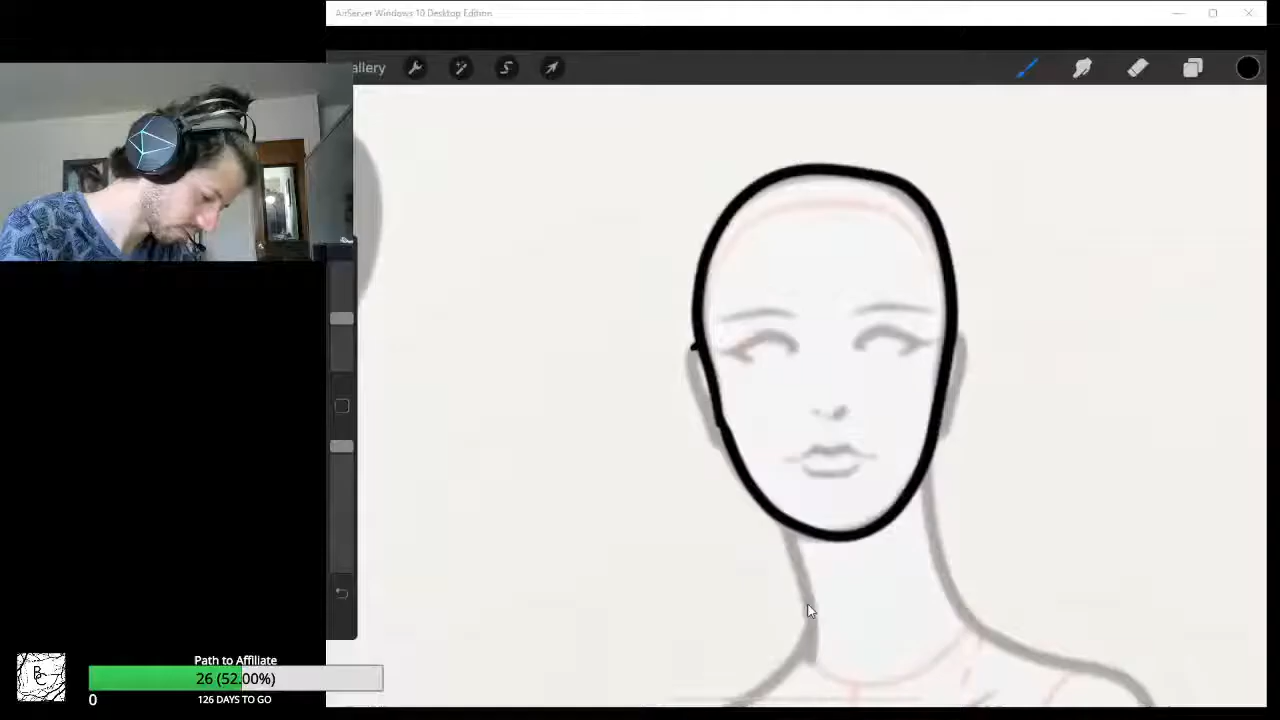 AirServer Windows 10 Desktop Edition
allery
Path to Affiliate
26 (52.00%)
0
126 DAYS TO GO